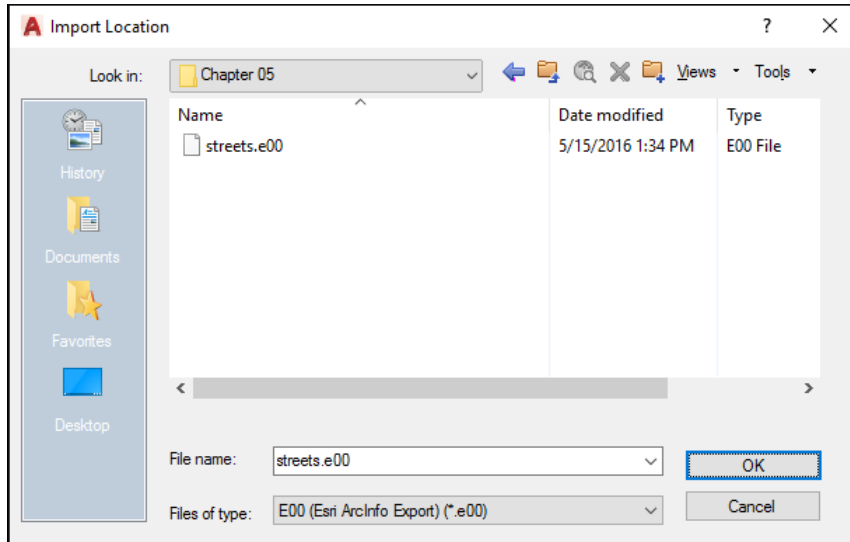 A Import Location ? ×
Look in: Chapter 05 Views Tools
Name Date modified Type
streets.e00 5/15/2016 1:34 PM E00 File
History
Documents
Favorites
Desktop
File name: streets.e00 OK
Files of type: E00 (Esri ArcInfo Export) (*.e00) Cancel